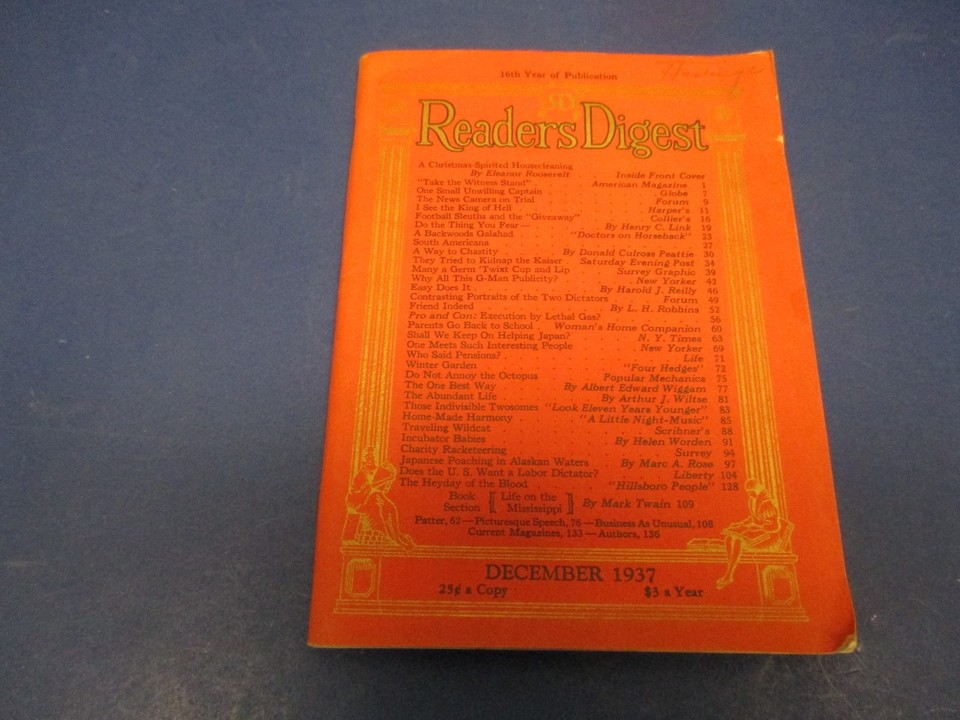 16th Year of Publication
Readers Digest
A Christmas-Spirited Housecleaning
By Eleanor Roosevelt . Inside Front Cover
"Take the Witness Stand" . American Magazine 1
One Small Unwilling Captain . Globe 7
The News Camera on Trial . Forum 9
I See the King of Hell . Harper's 11
Football Sleuths and the "Giveaway" . Collier's 16
Do the Thing You Fear— . By Henry C. Link 19
A Backwoods Galahad . "Doctors on Horseback" 23
South Americana . 27
A Way to Chastity . By Donald Culross Peattie 30
They Tried to Kidnap the Kaiser . Saturday Evening Post 34
Many a Germ 'Twixt Cup and Lip . Survey Graphic 39
Why All This G-Man Publicity? . New Yorker 42
Easy Does It . By Harold J. Reilly 46
Contrasting Portraits of the Two Dictators . Forum 49
Friend Indeed . By L. H. Robbins 52
Pro and Con: Execution by Lethal Gas? . 56
Parents Go Back to School . Woman's Home Companion 60
Shall We Keep On Helping Japan? . N. Y. Times 63
One Meets Such Interesting People . New Yorker 69
Who Said Pensions? . Life 71
Winter Garden . "Four Hedges" 72
Do Not Annoy the Octopus . Popular Mechanics 75
The One Best Way . By Albert Edward Wiggam 77
The Abundant Life . By Arthur J. Wiltse 81
Those Indivisible Twosomes "Look Eleven Years Younger" 83
Home-Made Harmony . "A Little Night-Music" 85
Traveling Wildcat . Scribner's 88
Incubator Babies . By Helen Worden 91
Charity Racketeering . Survey 94
Japanese Poaching in Alaskan Waters . By Marc A. Rose 97
Does the U. S. Want a Labor Dictator? . Liberty 104
The Heyday of the Blood . "Hillsboro People" 128
Book Section [ Life on the Mississippi ] By Mark Twain 109
Patter, 62—Picturesque Speech, 76—Business As Unusual, 108
Current Magazines, 133—Authors, 136
DECEMBER 1937
25¢ a Copy $3 a Year